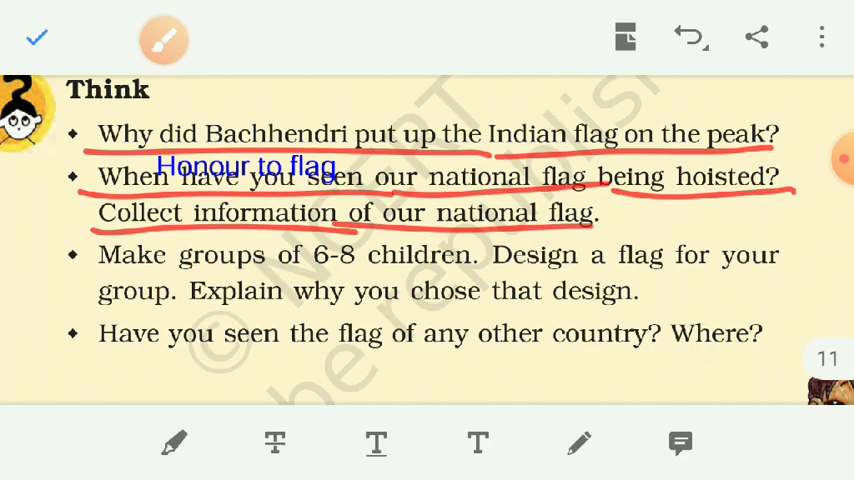 Think
Why did Bachhendri put up the Indian flag on the peak?
Honour to flag
When have you seen our national flag being hoisted?
Collect information of our national flag.
Make groups of 6-8 children. Design a flag for your
group. Explain why you chose that design.
Have you seen the flag of any other country? Where?
11
© NCERT
be republish
T
T
T